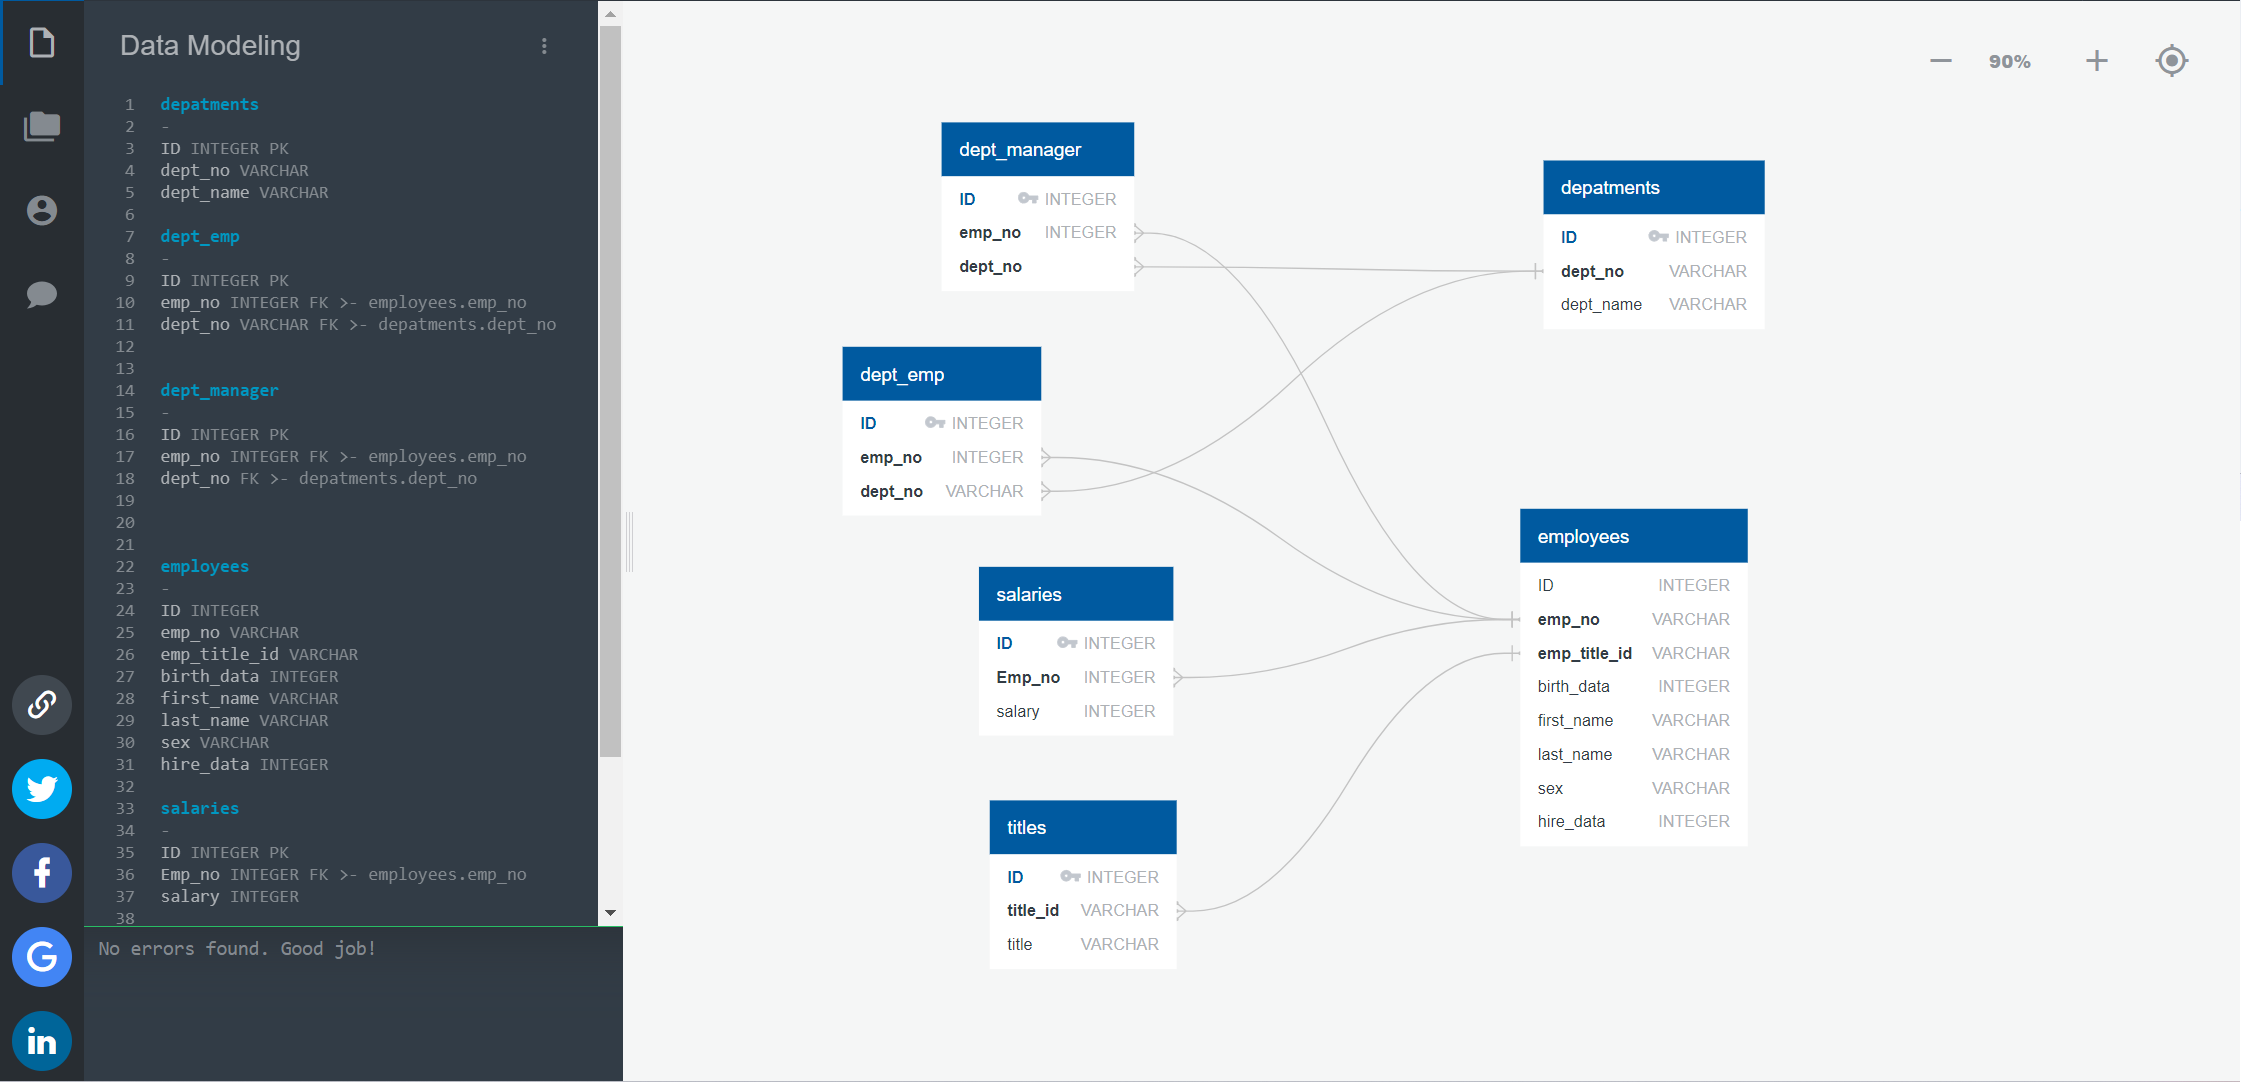 Data Modeling
1 depatments
2 -
3 ID INTEGER PK
4 dept_no VARCHAR
5 dept_name VARCHAR
6
7 dept_emp
8 -
9 ID INTEGER PK
10 emp_no INTEGER FK >- employees.emp_no
11 dept_no VARCHAR FK >- depatments.dept_no
12
13
14 dept_manager
15 -
16 ID INTEGER PK
17 emp_no INTEGER FK >- employees.emp_no
18 dept_no FK >- depatments.dept_no
19
20
21
22 employees
23 -
24 ID INTEGER
25 emp_no VARCHAR
26 emp_title_id VARCHAR
27 birth_data INTEGER
28 first_name VARCHAR
29 last_name VARCHAR
30 sex VARCHAR
31 hire_data INTEGER
32
33 salaries
34 -
35 ID INTEGER PK
36 Emp_no INTEGER FK >- employees.emp_no
37 salary INTEGER
38
No errors found. Good job!
90%
dept_manager
ID INTEGER
emp_no INTEGER
dept_no
depatments
ID INTEGER
dept_no VARCHAR
dept_name VARCHAR
dept_emp
ID INTEGER
emp_no INTEGER
dept_no VARCHAR
employees
ID INTEGER
emp_no VARCHAR
emp_title_id VARCHAR
birth_data INTEGER
first_name VARCHAR
last_name VARCHAR
sex VARCHAR
hire_data INTEGER
salaries
ID INTEGER
Emp_no INTEGER
salary INTEGER
titles
ID INTEGER
title_id VARCHAR
title VARCHAR